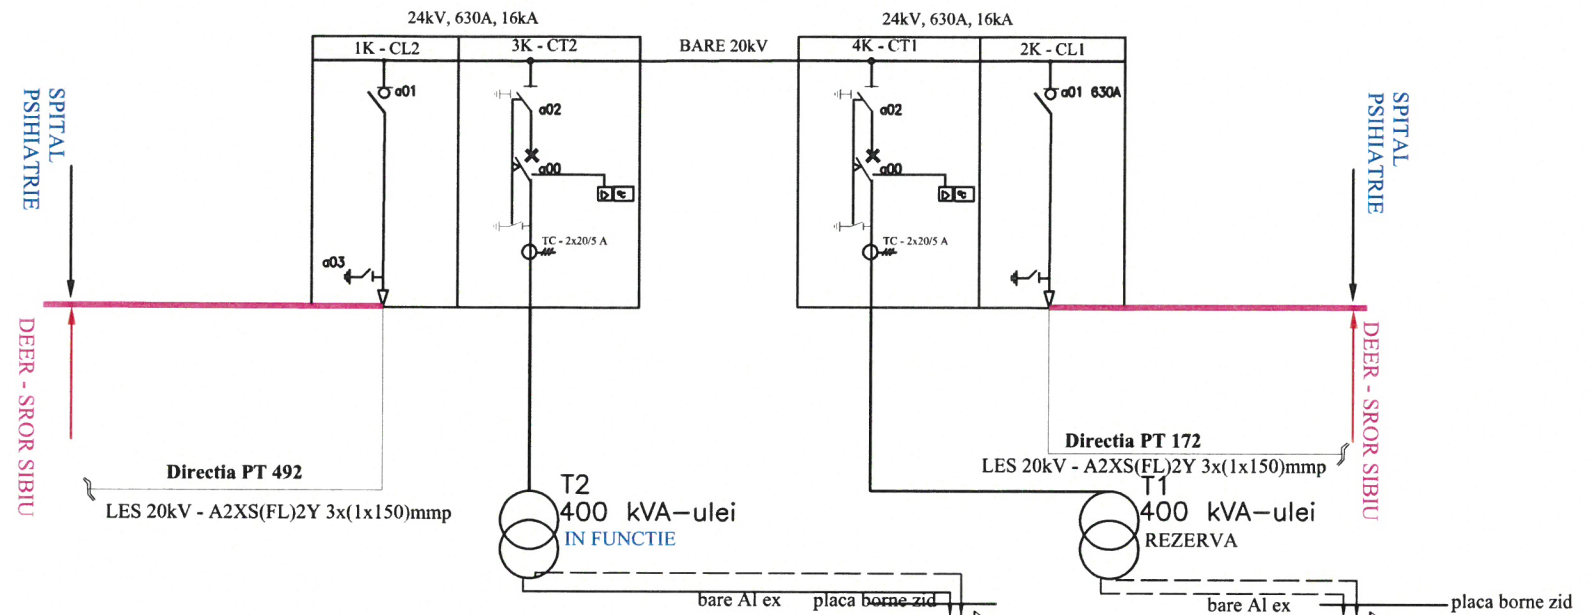 24kV, 630A, 16kA
24kV, 630A, 16kA
1K - CL2
3K - CT2
BARE 20kV
4K - CT1
2K - CL1
a01
a02
a00
TC - 2x20/5 A
a03
a02
a00
TC - 2x20/5 A
a01 630A
SPITAL
PSIHIATRIE
SPITAL
PSIHIATRIE
DEER - SROR SIBIU
DEER - SROR SIBIU
Directia PT 492
LES 20kV - A2XS(FL)2Y 3x(1x150)mmp
Directia PT 172
LES 20kV - A2XS(FL)2Y 3x(1x150)mmp
T2
400 kVA-ulei
IN FUNCTIE
T1
400 kVA-ulei
REZERVA
bare Al ex
placa borne zid
bare Al ex
placa borne zid